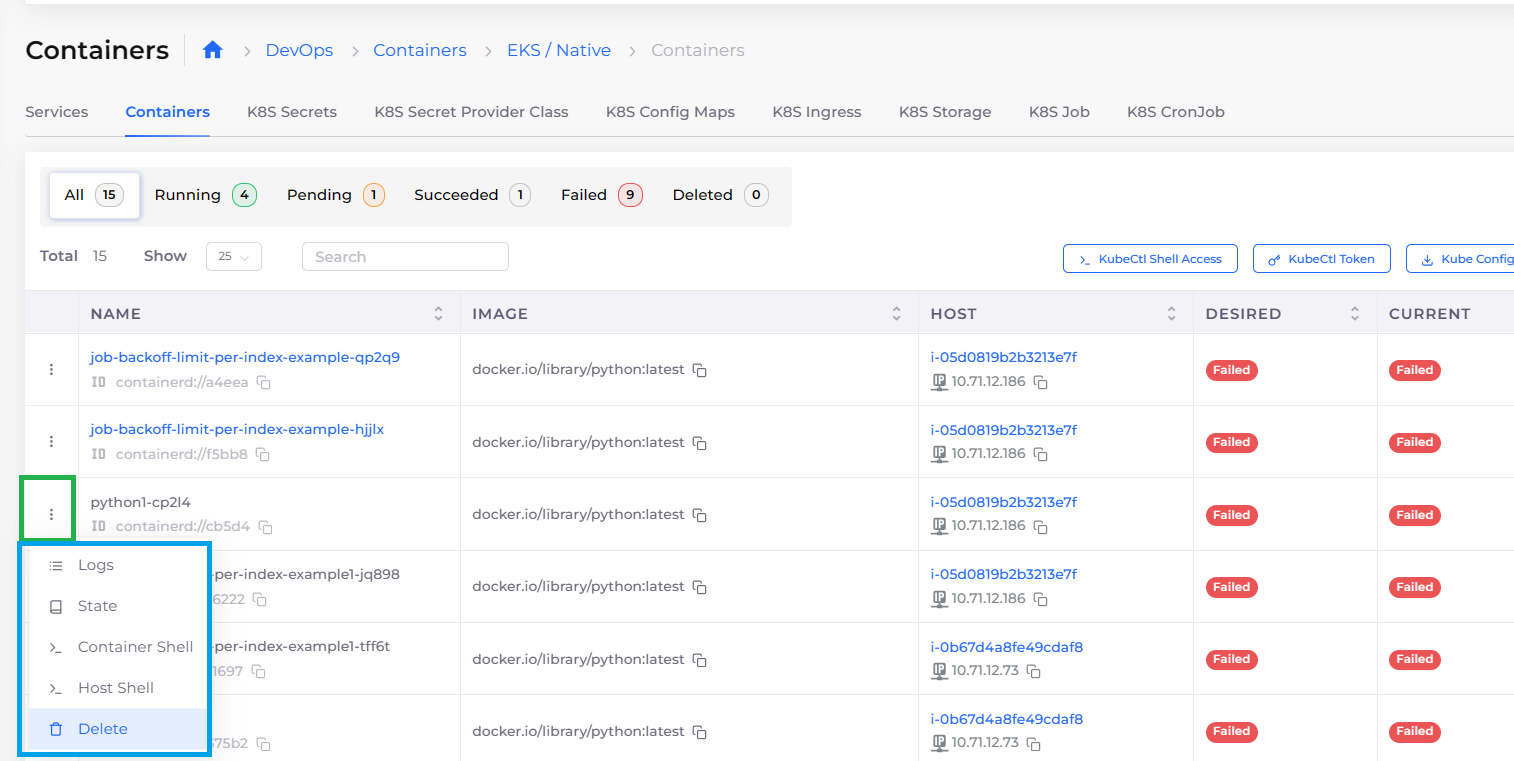 Containers DevOps Containers EKS / Native Containers
Services Containers K8S Secrets K8S Secret Provider Class K8S Config Maps K8S Ingress K8S Storage K8S Job K8S CronJob
All 15 Running 4 Pending 1 Succeeded 1 Failed 9 Deleted 0
Total 15 Show 25 Search KubeCtl Shell Access KubeCtl Token Kube Config
NAME IMAGE HOST DESIRED CURRENT
job-backoff-limit-per-index-example-qp2q9 docker.io/library/python:latest i-05d0819b2b3213e7f Failed Failed
ID containerd://a4eea IP 10.71.12.186
job-backoff-limit-per-index-example-hjjlx docker.io/library/python:latest i-05d0819b2b3213e7f Failed Failed
ID containerd://f5bb8 IP 10.71.12.186
python1-cp2l4 docker.io/library/python:latest i-05d0819b2b3213e7f Failed Failed
ID containerd://cb5d4 IP 10.71.12.186
Logs
State
Container Shell
Host Shell
Delete
-per-index-example1-jq898 docker.io/library/python:latest i-05d0819b2b3213e7f Failed Failed
6222 IP 10.71.12.186
-per-index-example1-tff6t docker.io/library/python:latest i-0b67d4a8fe49cdaf8 Failed Failed
1697 IP 10.71.12.73
docker.io/library/python:latest i-0b67d4a8fe49cdaf8 Failed Failed
675b2 IP 10.71.12.73